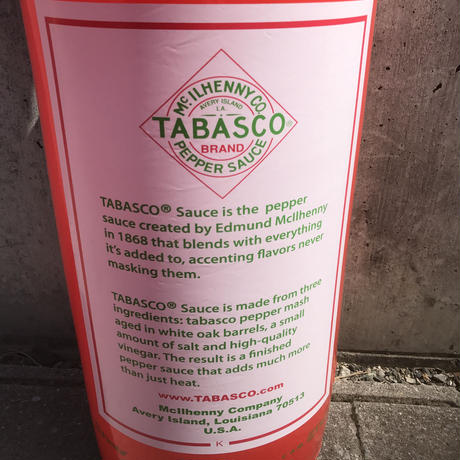 McILHENNY CO.
AVERY ISLAND
LA.
TABASCO®
BRAND
PEPPER SAUCE
TABASCO® Sauce is the pepper
sauce created by Edmund McIlhenny
in 1868 that blends with everything
it's added to, accenting flavors never
masking them.
TABASCO® Sauce is made from three
ingredients: tabasco pepper mash
aged in white oak barrels, a small
amount of salt and high-quality
vinegar. The result is a finished
pepper sauce that adds much more
than just heat.
www.TABASCO.com
McIlhenny Company
Avery Island, Louisiana 70513
U.S.A.
K